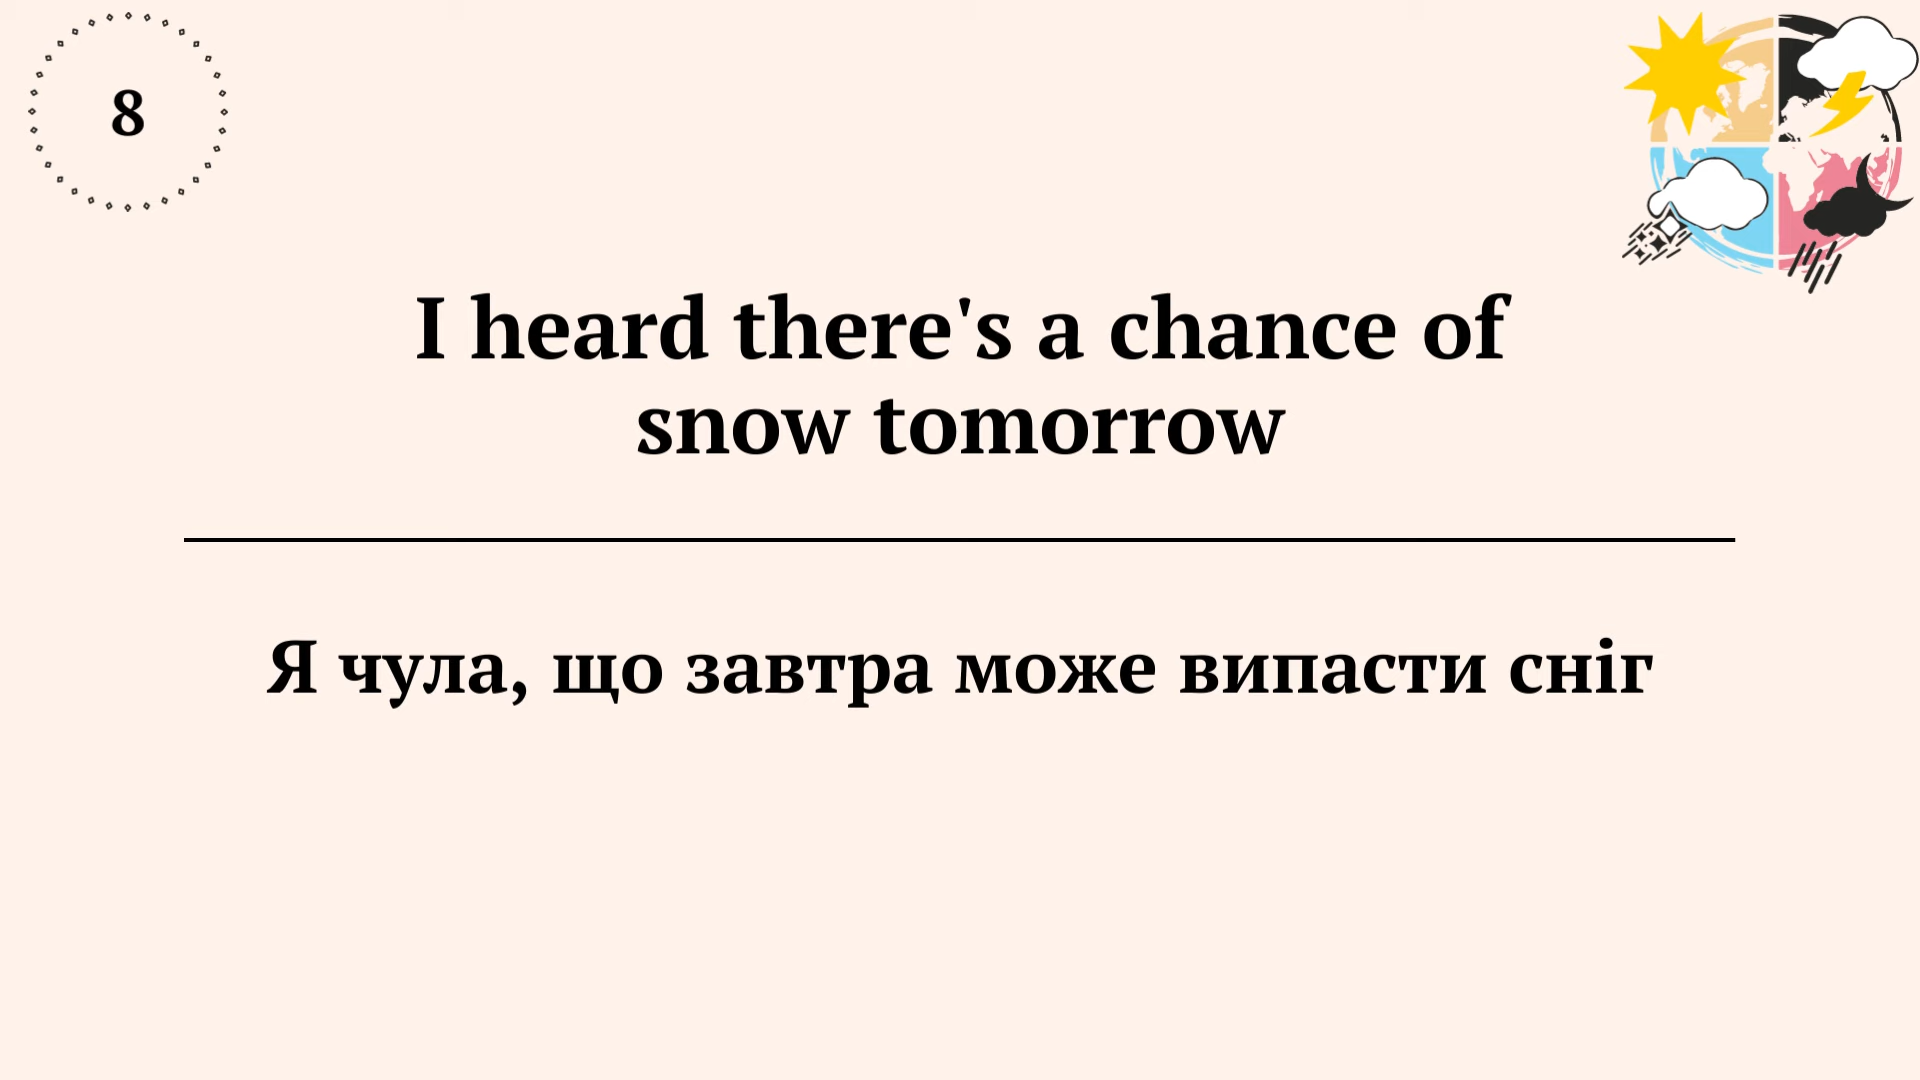 8
I heard there's a chance of
snow tomorrow
Я чула, що завтра може випасти сніг